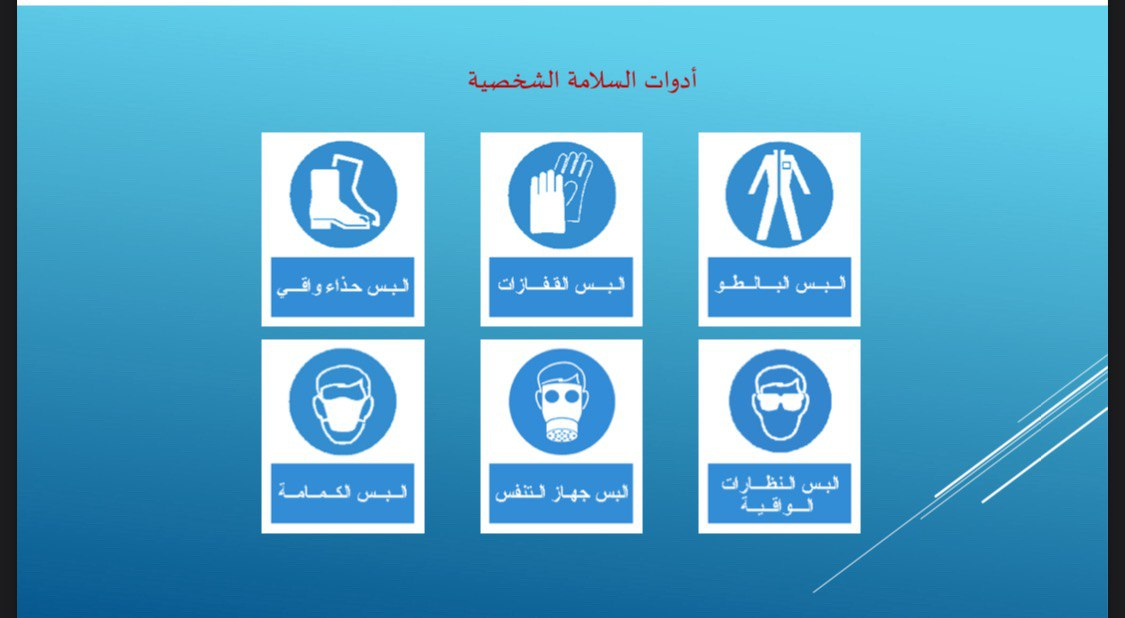 أدوات السلامة الشخصية
البس البالطو
البس القفازات
البس حذاء واقي
البس النظارات
الواقية
البس جهاز التنفس
البس الكمامة